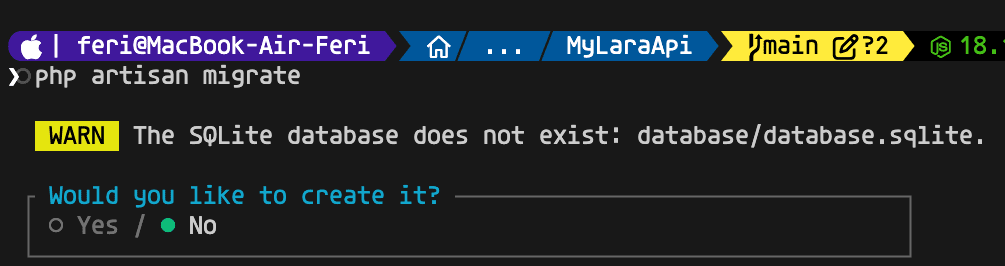 | feri@MacBook-Air-Feri ... MyLaraApi main ?2 JS 18.
php artisan migrate
WARN The SQLite database does not exist: database/database.sqlite.
Would you like to create it?
Yes / No